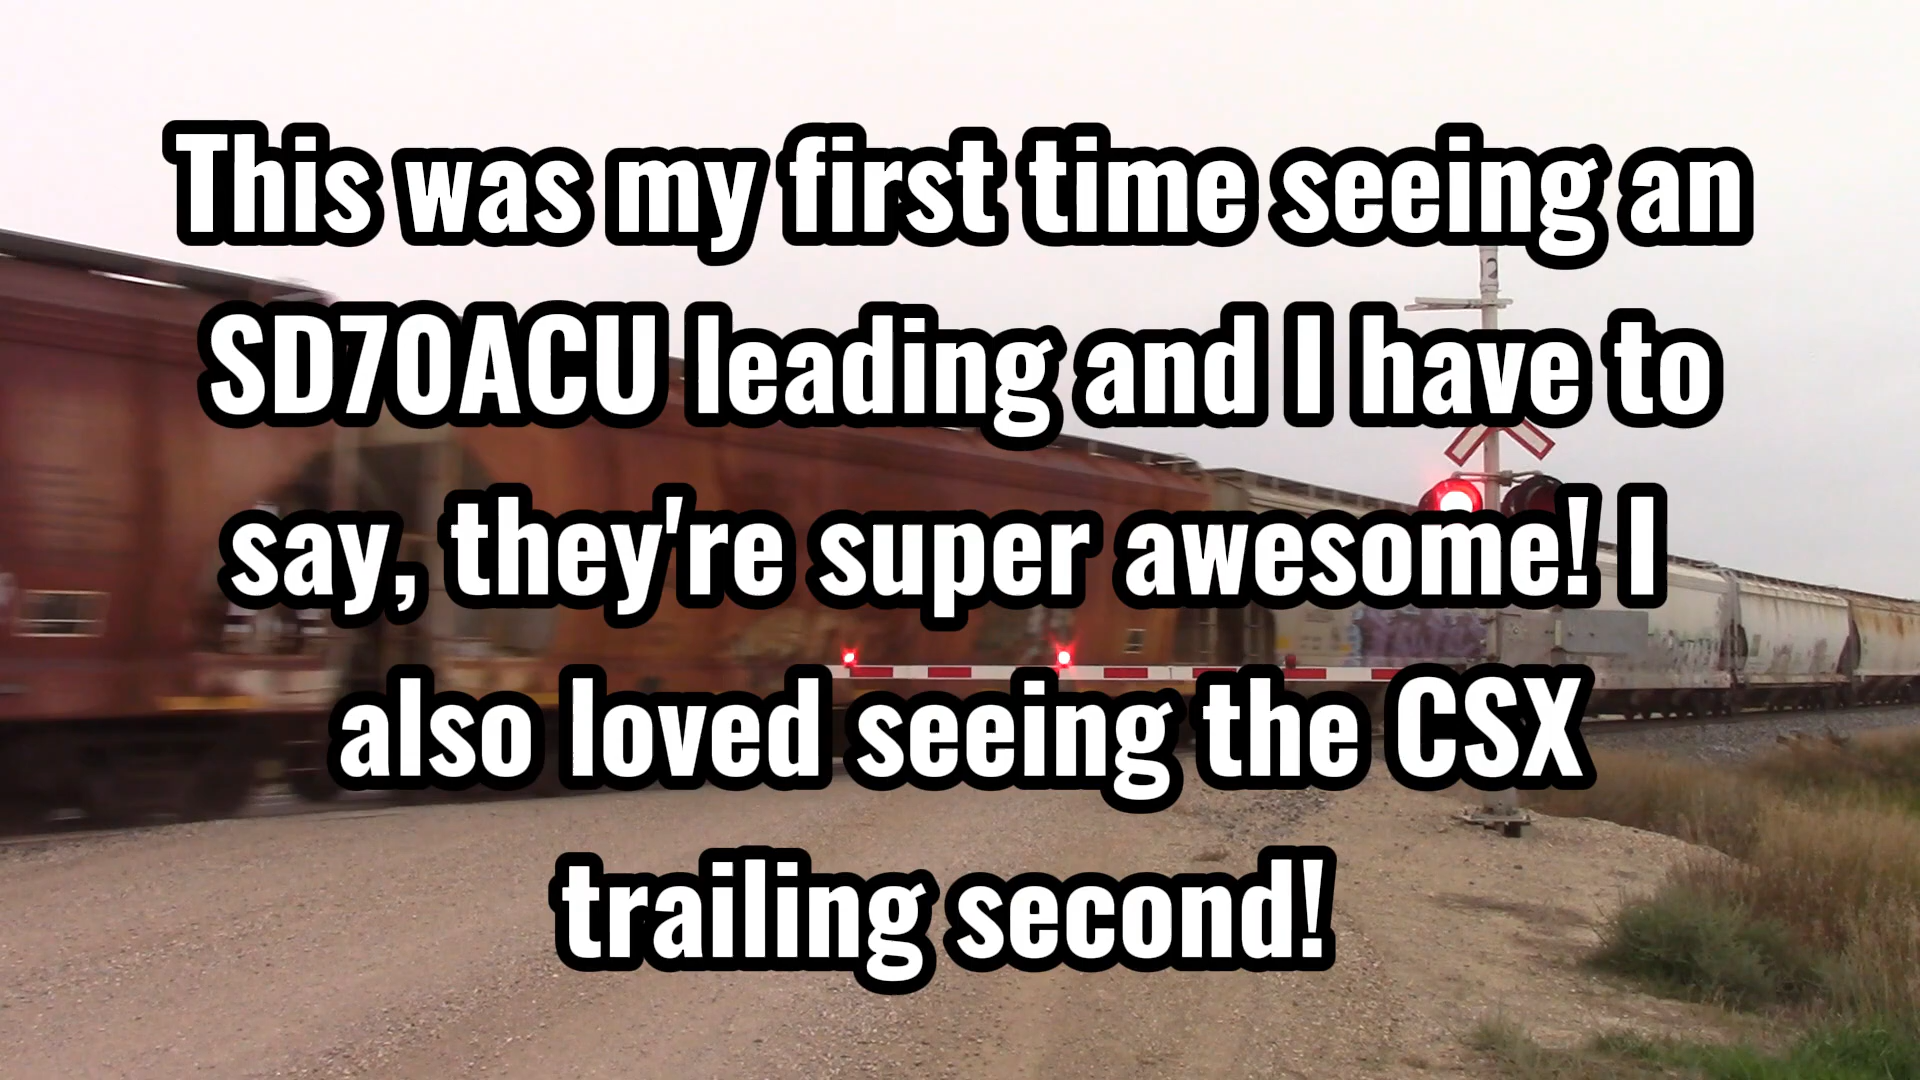 This was my first time seeing an
SD70ACU leading and I have to
say, they're super awesome! I
also loved seeing the CSX
trailing second!